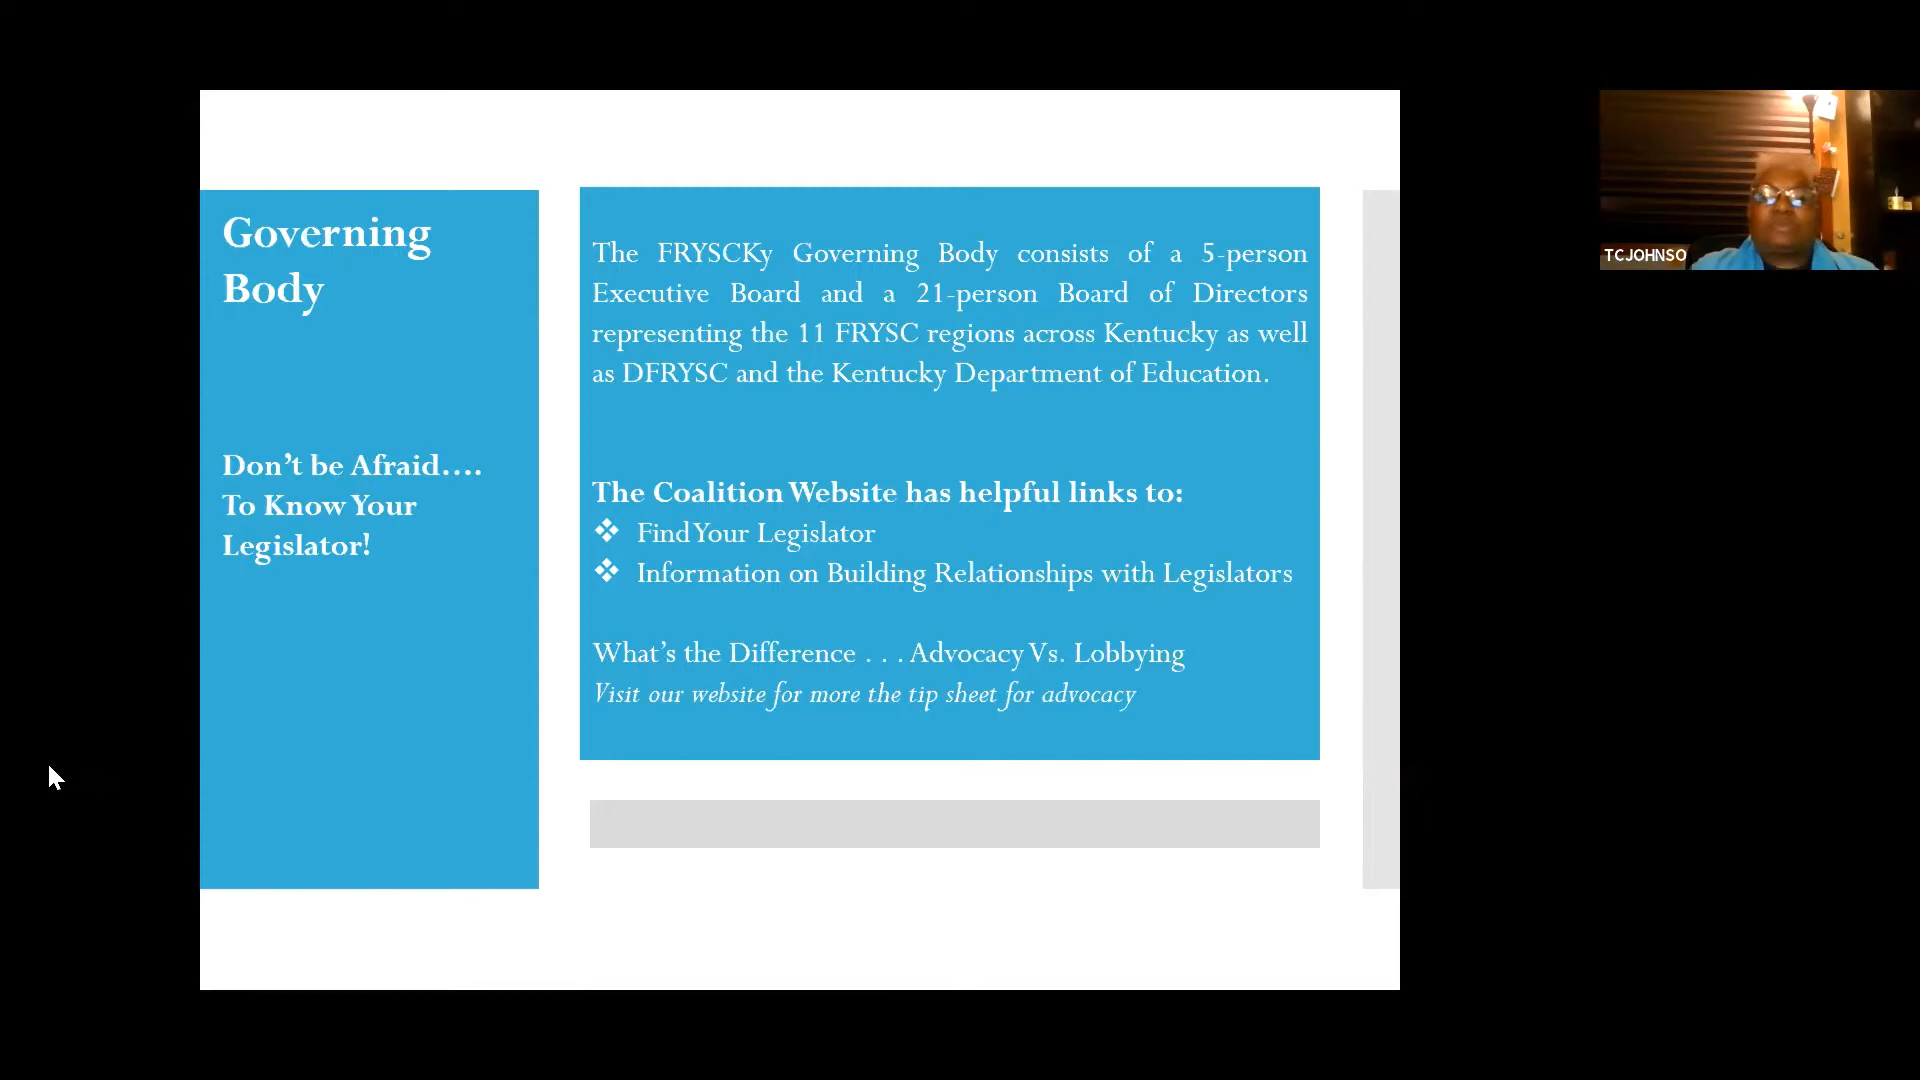 Governing
Body
Don’t be Afraid….
To Know Your
Legislator!
The FRYSCKy Governing Body consists of a 5-person
Executive Board and a 21-person Board of Directors
representing the 11 FRYSC regions across Kentucky as well
as DFRYSC and the Kentucky Department of Education.
The Coalition Website has helpful links to:
❖ Find Your Legislator
❖ Information on Building Relationships with Legislators
What’s the Difference . . . Advocacy Vs. Lobbying
Visit our website for more the tip sheet for advocacy
TCJOHNSO